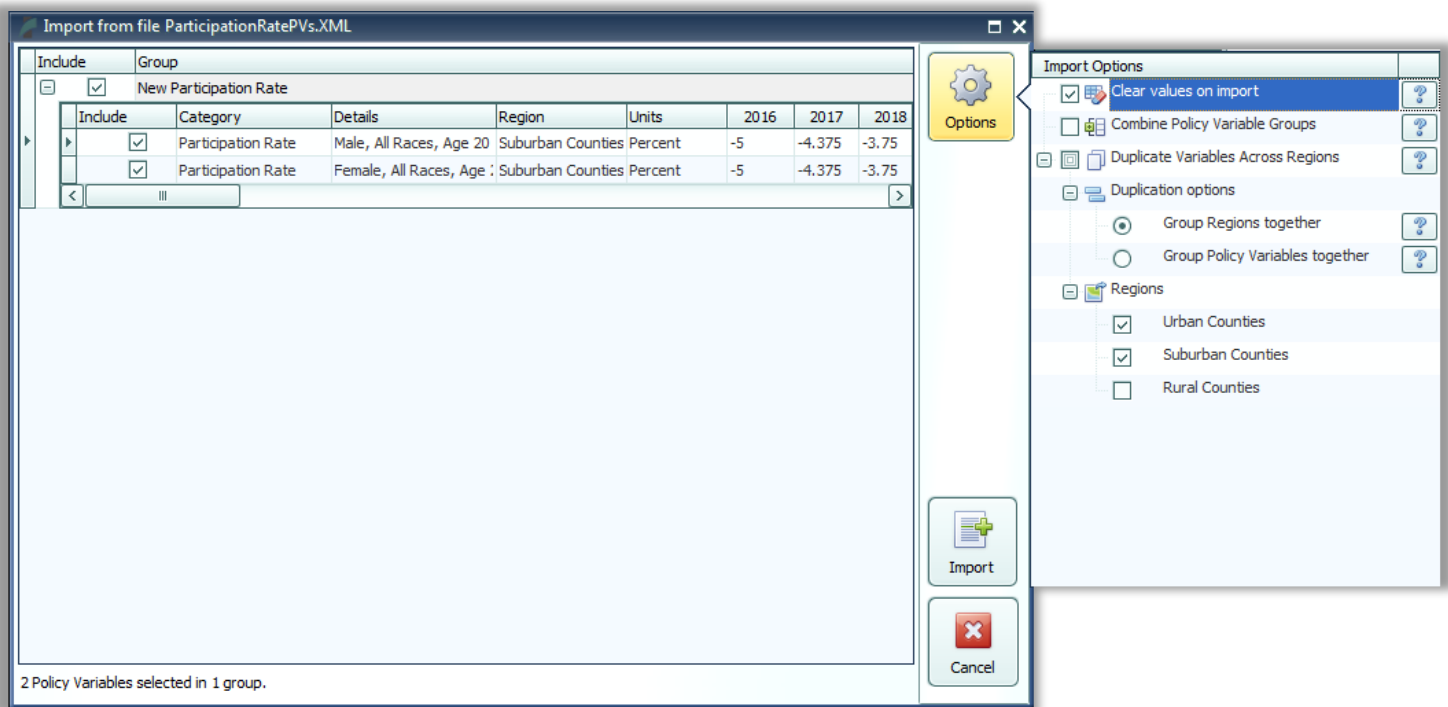 Import from file ParticipationRatePVs.XML
Include Group
New Participation Rate
Include Category Details Region Units 2016 2017 2018
Participation Rate Male, All Races, Age 20 Suburban Counties Percent -5 -4.375 -3.75
Participation Rate Female, All Races, Age Suburban Counties Percent -5 -4.375 -3.75
2 Policy Variables selected in 1 group.
Options
Import
Cancel
Import Options
Clear values on import ?
Combine Policy Variable Groups ?
Duplicate Variables Across Regions ?
Duplication options
Group Regions together ?
Group Policy Variables together ?
Regions
Urban Counties
Suburban Counties
Rural Counties